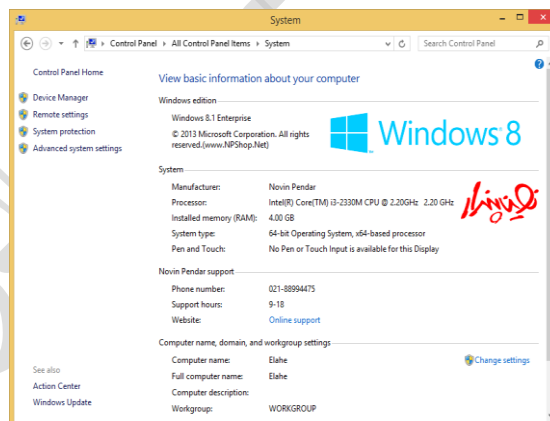 System
Control Panel ▸ All Control Panel Items ▸ System
Search Control Panel
Control Panel Home
Device Manager
Remote settings
System protection
Advanced system settings
See also
Action Center
Windows Update
View basic information about your computer
Windows edition
Windows 8.1 Enterprise
© 2013 Microsoft Corporation. All rights
reserved.(www.NPShop.Net)
Windows 8
System
Manufacturer: Novin Pendar
Processor: Intel(R) Core(TM) i3-2330M CPU @ 2.20GHz 2.20 GHz
Installed memory (RAM): 4.00 GB
System type: 64-bit Operating System, x64-based processor
Pen and Touch: No Pen or Touch Input is available for this Display
نوین پندار
Novin Pendar support
Phone number: 021-88994475
Support hours: 9-18
Website: Online support
Computer name, domain, and workgroup settings
Computer name: Elahe
Change settings
Full computer name: Elahe
Computer description:
Workgroup: WORKGROUP